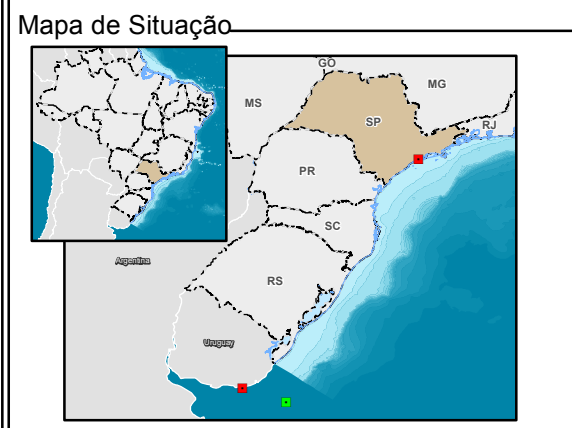 Mapa de Situação
GO
MG
MS
SP
RJ
PR
SC
Argentina
RS
Uruguay